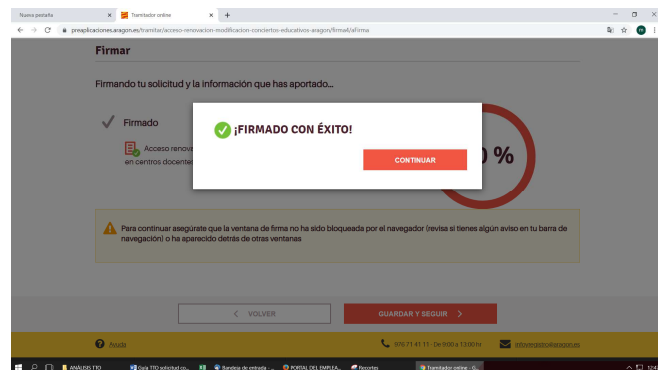 Nueva pestaña
Tramitador online
preaplicaciones.aragon.es/tramitar/acceso-renovacion-modificacion-conciertos-educativos-aragon/firma#/afirma
m
Firmar
Firmando tu solicitud y la información que has aportado...
Firmado
Acceso renova
en centros docentes
¡FIRMADO CON ÉXITO!
CONTINUAR
0 %
Para continuar asegúrate que la ventana de firma no ha sido bloqueada por el navegador (revisa si tienes algún aviso en tu barra de
navegación) o ha aparecido detrás de otras ventanas
VOLVER
GUARDAR Y SEGUIR
Ayuda
976 71 41 11 - De 9:00 a 13:00 hr
ANÁLISIS TTO
Guía TTO solicitud co...
Bandeja de entrada - ...
PORTAL DEL EMPLEA...
Recortes
Tramitador online - G...